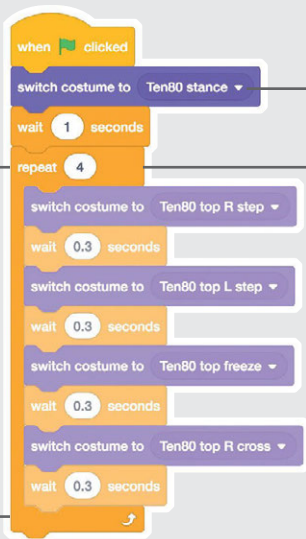 when clicked
switch costume to Ten80 stance
wait 1 seconds
repeat 4
switch costume to Ten80 top R step
wait 0.3 seconds
switch costume to Ten80 top L step
wait 0.3 seconds
switch costume to Ten80 top freeze
wait 0.3 seconds
switch costume to Ten80 top R cross
wait 0.3 seconds